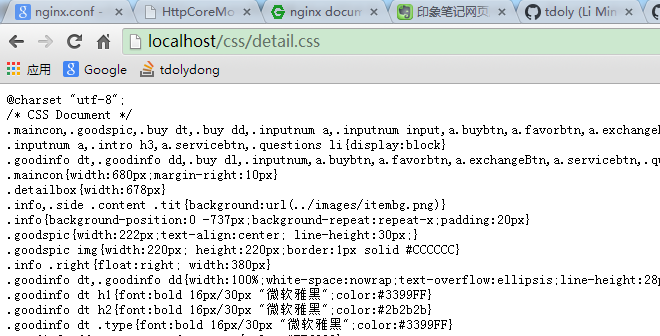 nginx.conf - HttpCoreMo nginx docum 印象笔记网页 tdoly (Li Min
localhost/css/detail.css
应用 Google tdolydong
@charset "utf-8";
/* CSS Document */
.maincon,.goodspic,.buy dt,.buy dd,.inputnum a,.inputnum input,a.buybtn,a.favorbtn,a.exchangeB
.inputnum a,.intro h3,a.servicebtn,.questions li{display:block}
.goodinfo dt,.goodinfo dd,.buy dl,.inputnum,a.buybtn,a.favorbtn,a.exchangeBtn,a.servicebtn,.qu
.maincon{width:680px;margin-right:10px}
.detailbox{width:678px}
.info,.side .content .tit{background:url(../images/itembg.png)}
.info{background-position:0 -737px;background-repeat:repeat-x;padding:20px}
.goodspic{width:222px;text-align:center; line-height:30px;}
.goodspic img{width:220px; height:220px;border:1px solid #CCCCCC}
.info .right{float:right; width:380px}
.goodinfo dt,.goodinfo dd{width:100%;white-space:nowrap;text-overflow:ellipsis;line-height:28p
.goodinfo dt h1{font:bold 16px/30px "微软雅黑";color:#3399FF}
.goodinfo dt h2{font:bold 16px/30px "微软雅黑";color:#2b2b2b}
.goodinfo dt .type{font:bold 16px/30px "微软雅黑";color:#3399FF}